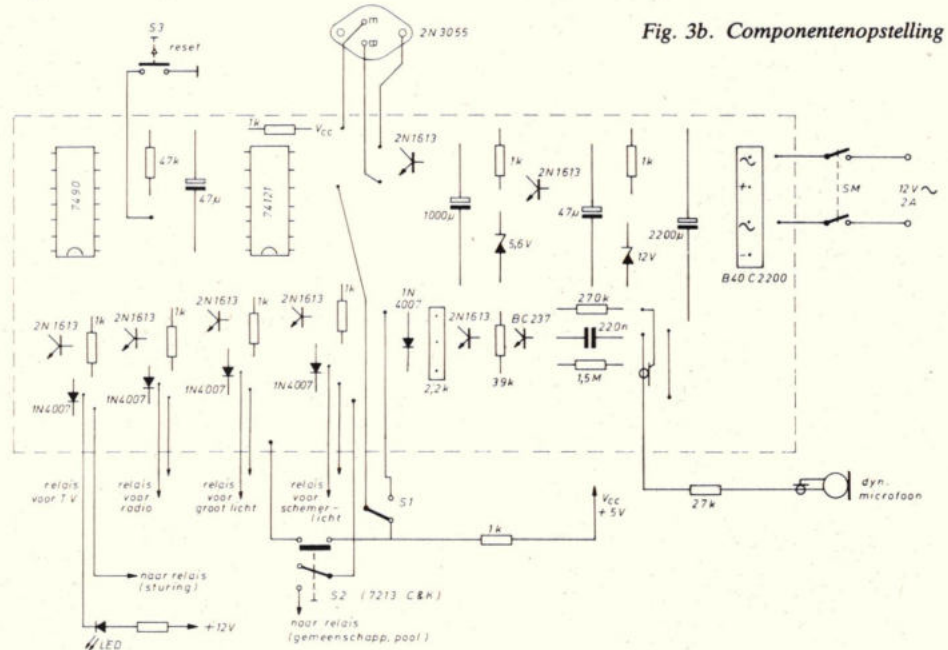 Fig. 3b. Componentenopstelling
S3
reset
E
B
2N3055
1k
Vcc
7490
47k
47µ
74121
2N1613
1000µ
1k
5,6V
2N1613
47µ
1k
12V
2200µ
~
+
~
-
B40C2200
SM
12V ~
2A
2N1613
1k
1N4007
2N1613
1k
1N4007
2N1613
1k
1N4007
2N1613
1k
1N4007
1N
4007
2,2k
2N1613
39k
BC237
270k
220n
1,5M
relais
voor TV
relais
voor
radio
relais
voor
groot licht
relais
voor
schemer-
licht
S1
1k
Vcc
+5V
27k
dyn.
microfoon
naar relais
(sturing)
S2 (7213 C&K)
naar relais
(gemeenschapp. pool)
LED
+12V